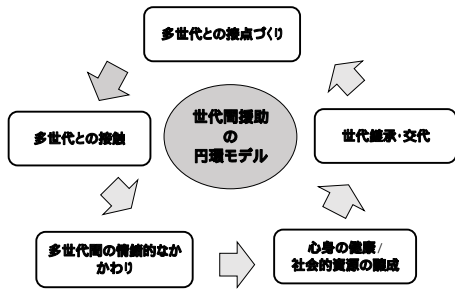 多世代との接点づくり
世代間援助
の
円環モデル
多世代との接触
世代継承・交代
多世代間の情緒的なか
かわり
心身の健康/
社会的資源の醸成